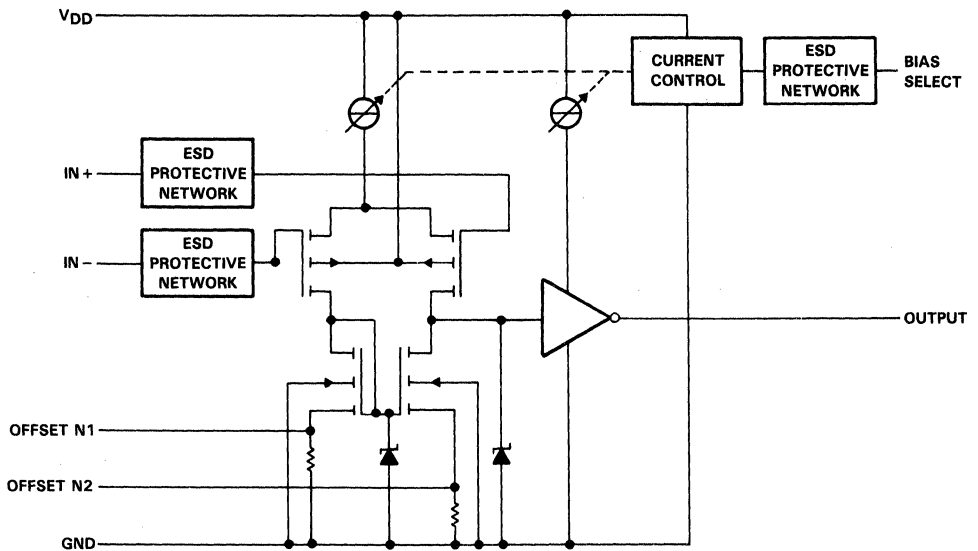 VDD
CURRENT
CONTROL
ESD
PROTECTIVE
NETWORK
BIAS
SELECT
IN +
ESD
PROTECTIVE
NETWORK
IN –
ESD
PROTECTIVE
NETWORK
OUTPUT
OFFSET N1
OFFSET N2
GND